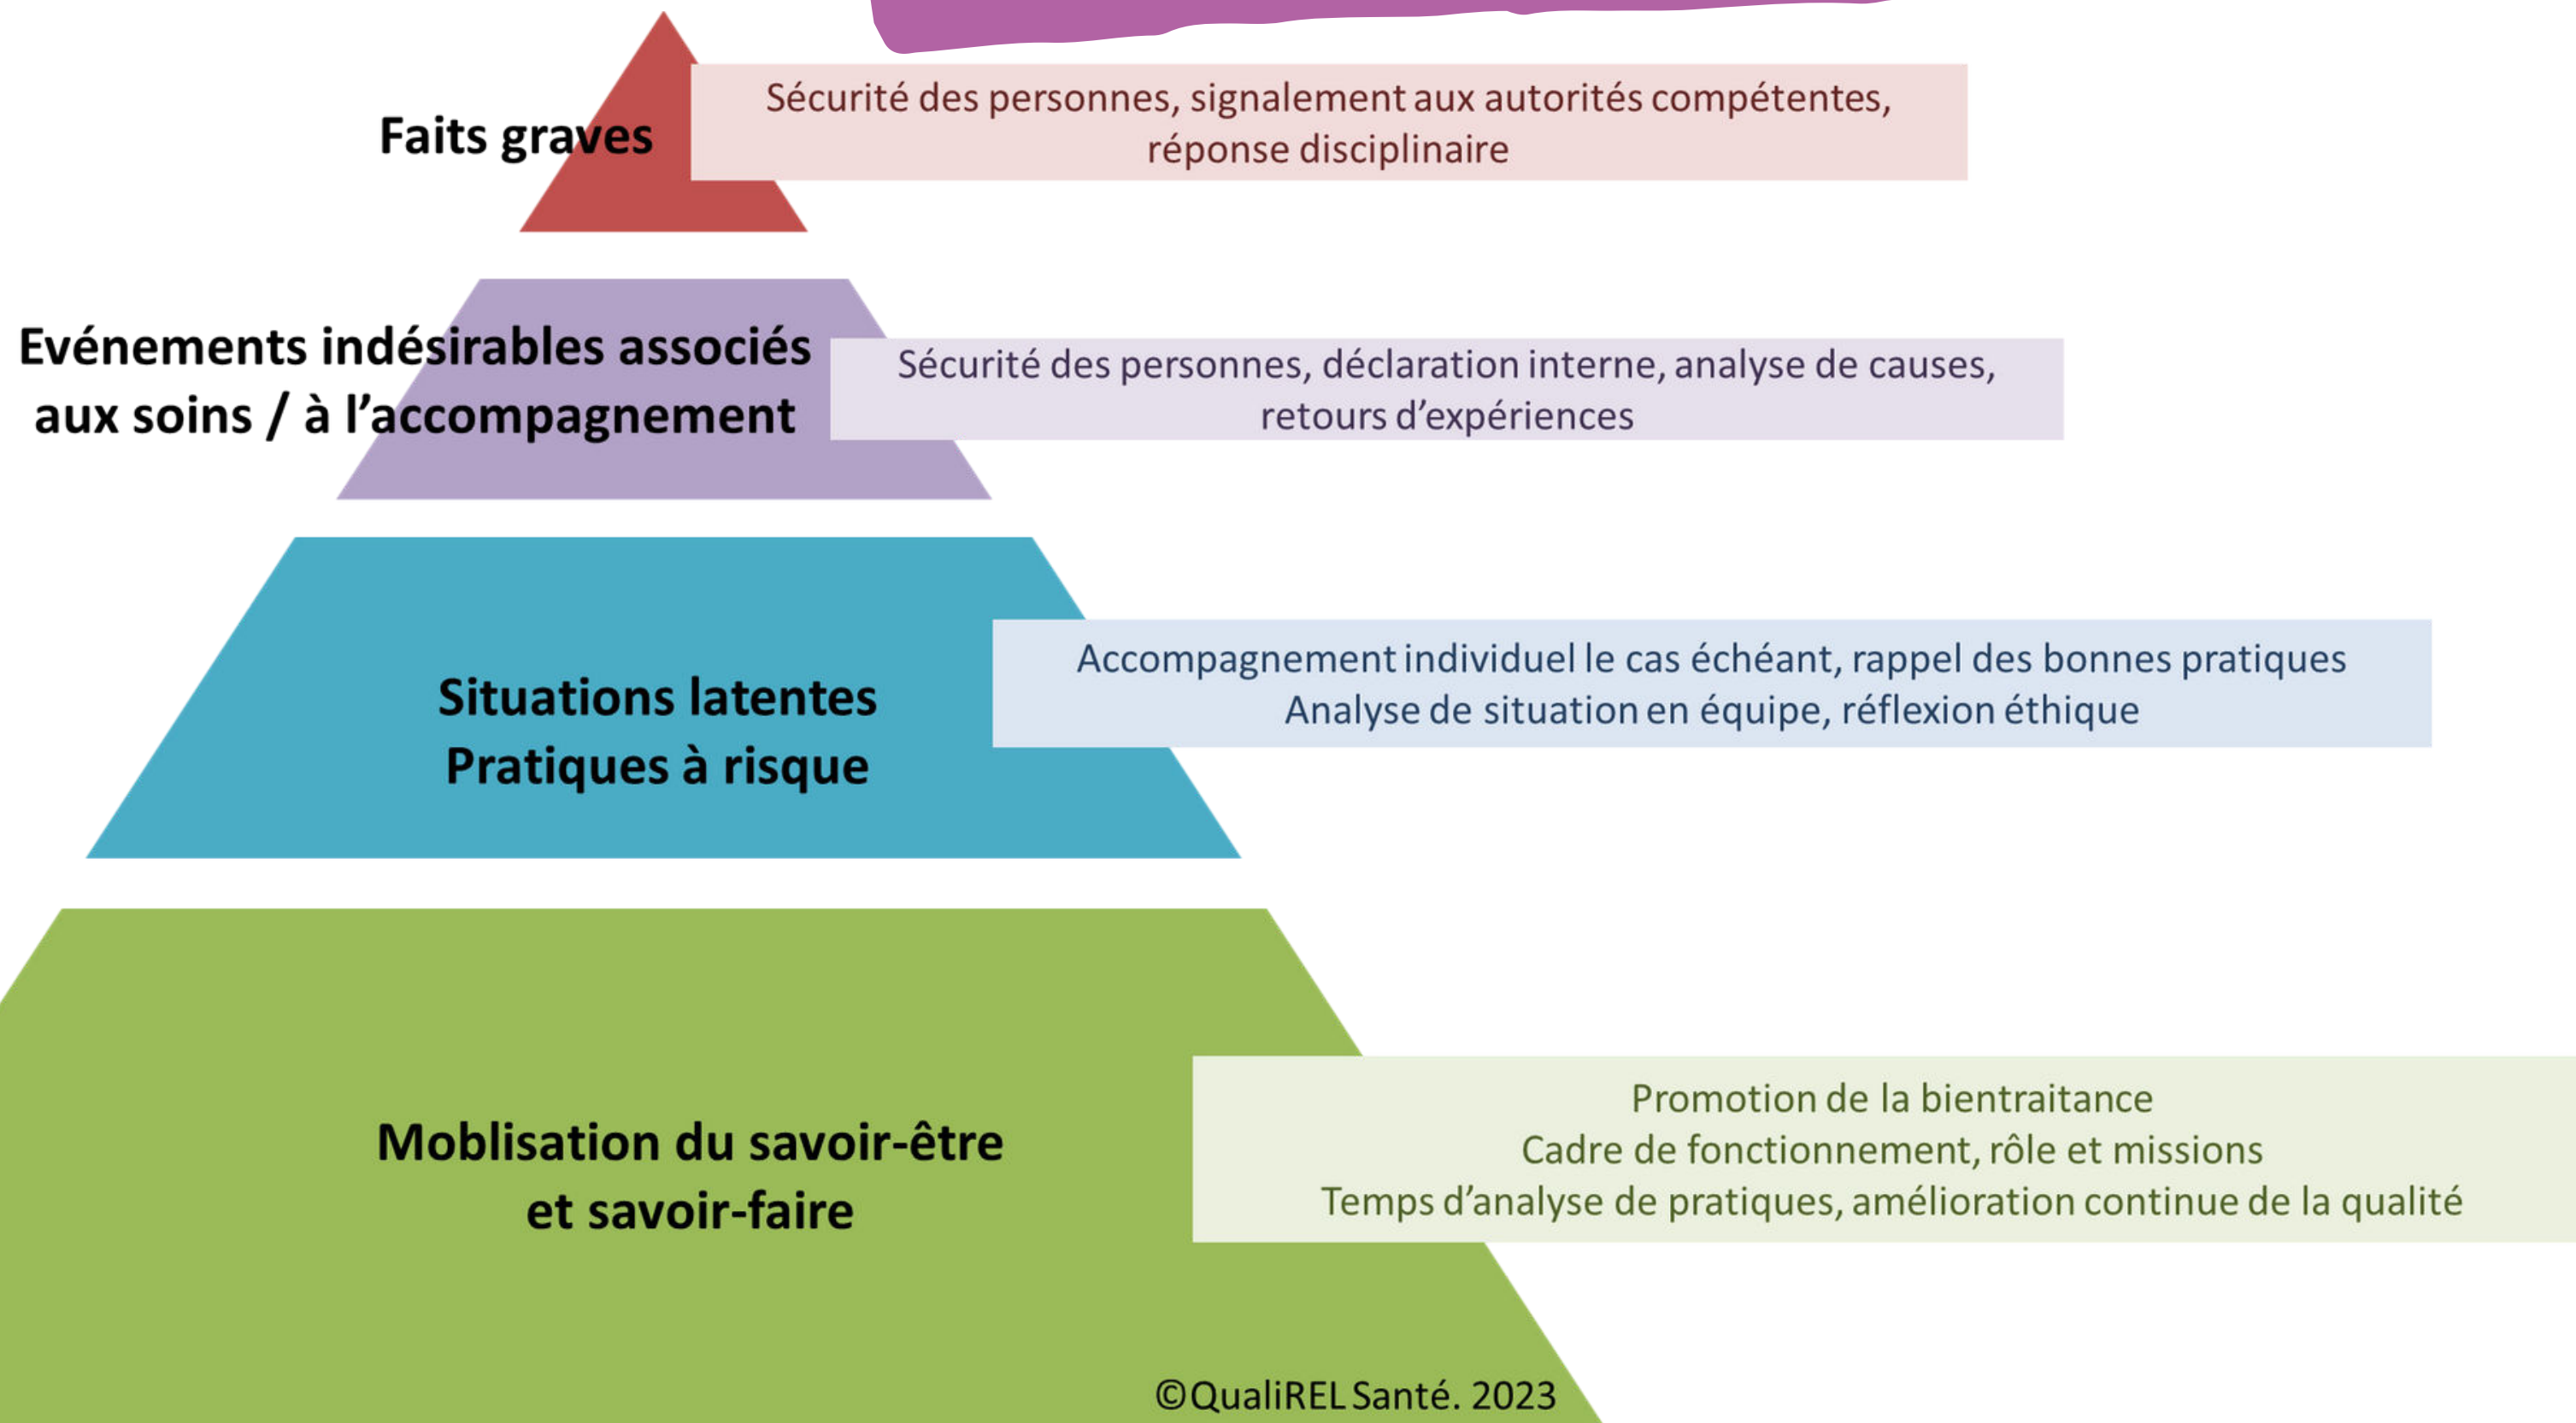 Faits graves
Sécurité des personnes, signalement aux autorités compétentes,
réponse disciplinaire
Evénements indésirables associés
aux soins / à l'accompagnement
Sécurité des personnes, déclaration interne, analyse de causes,
retours d'expériences
Situations latentes
Pratiques à risque
Accompagnement individuel le cas échéant, rappel des bonnes pratiques
Analyse de situation en équipe, réflexion éthique
Moblisation du savoir-être
et savoir-faire
Promotion de la bientraitance
Cadre de fonctionnement, rôle et missions
Temps d'analyse de pratiques, amélioration continue de la qualité
©QualiREL Santé. 2023